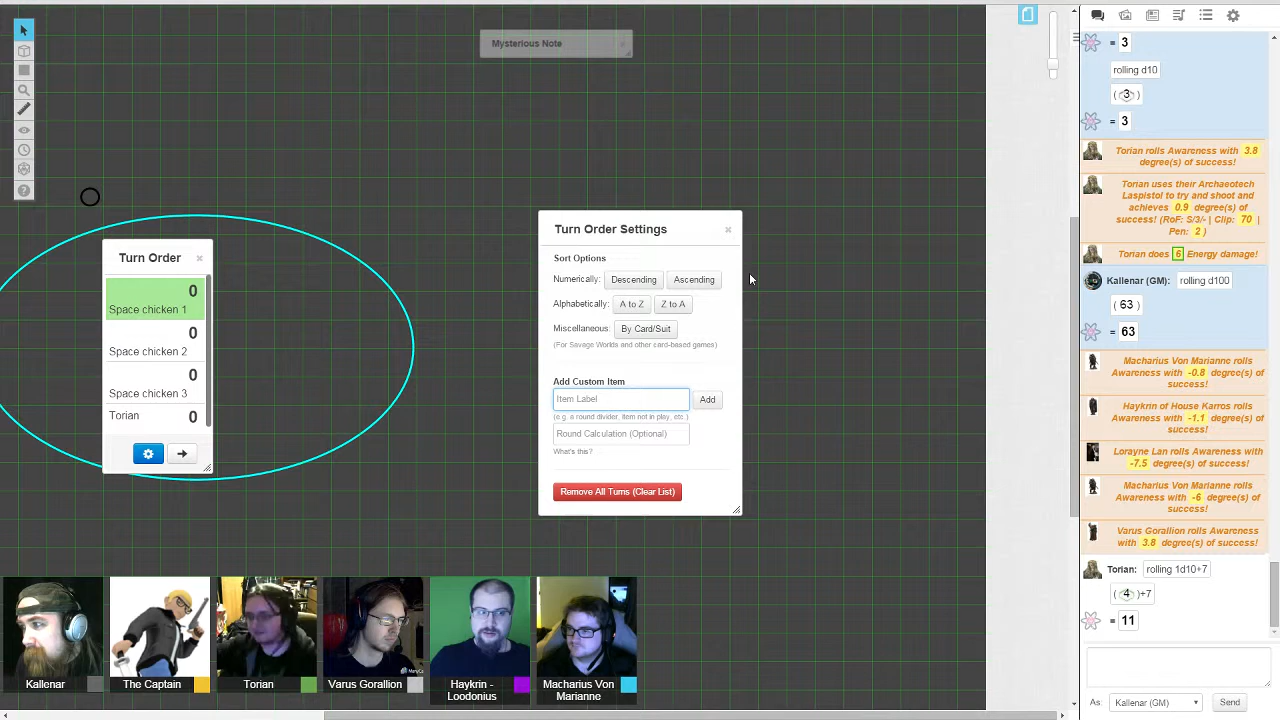 Mysterious Note
Turn Order
0
Space chicken 1
0
Space chicken 2
0
Space chicken 3
Torian
0
Turn Order Settings
Sort Options
Numerically: Descending Ascending
Alphabetically: A to Z Z to A
Miscellaneous: By Card/Suit
(For Savage Worlds and other card-based games)
Add Custom Item
Item Label Add
(e.g. a round divider, item not in play, etc.)
Round Calculation (Optional)
What's this?
Remove All Turns (Clear List)
Kallenar
The Captain
Torian
Varus Gorallion
Haykrin -
Loodonius
Macharius Von
Marianne
= 3
rolling d10
( 3 )
= 3
Torian rolls Awareness with 3.8
degree(s) of success!
Torian uses their Archaeotech
Laspistol to try and shoot and
achieves 0.9 degree(s) of
success! (RoF: S/3/- | Clip: 70 |
Pen: 2 )
Torian does 6 Energy damage!
Kallenar (GM): rolling d100
( 63 )
= 63
Macharius Von Marianne rolls
Awareness with -0.8 degree(s) of
success!
Haykrin of House Karros rolls
Awareness with -1.1 degree(s) of
success!
Lorayne Lan rolls Awareness with
-7.5 degree(s) of success!
Macharius Von Marianne rolls
Awareness with -6 degree(s) of
success!
Varus Gorallion rolls Awareness
with 3.8 degree(s) of success!
Torian: rolling 1d10+7
( 4 )+7
= 11
As: Kallenar (GM) Send